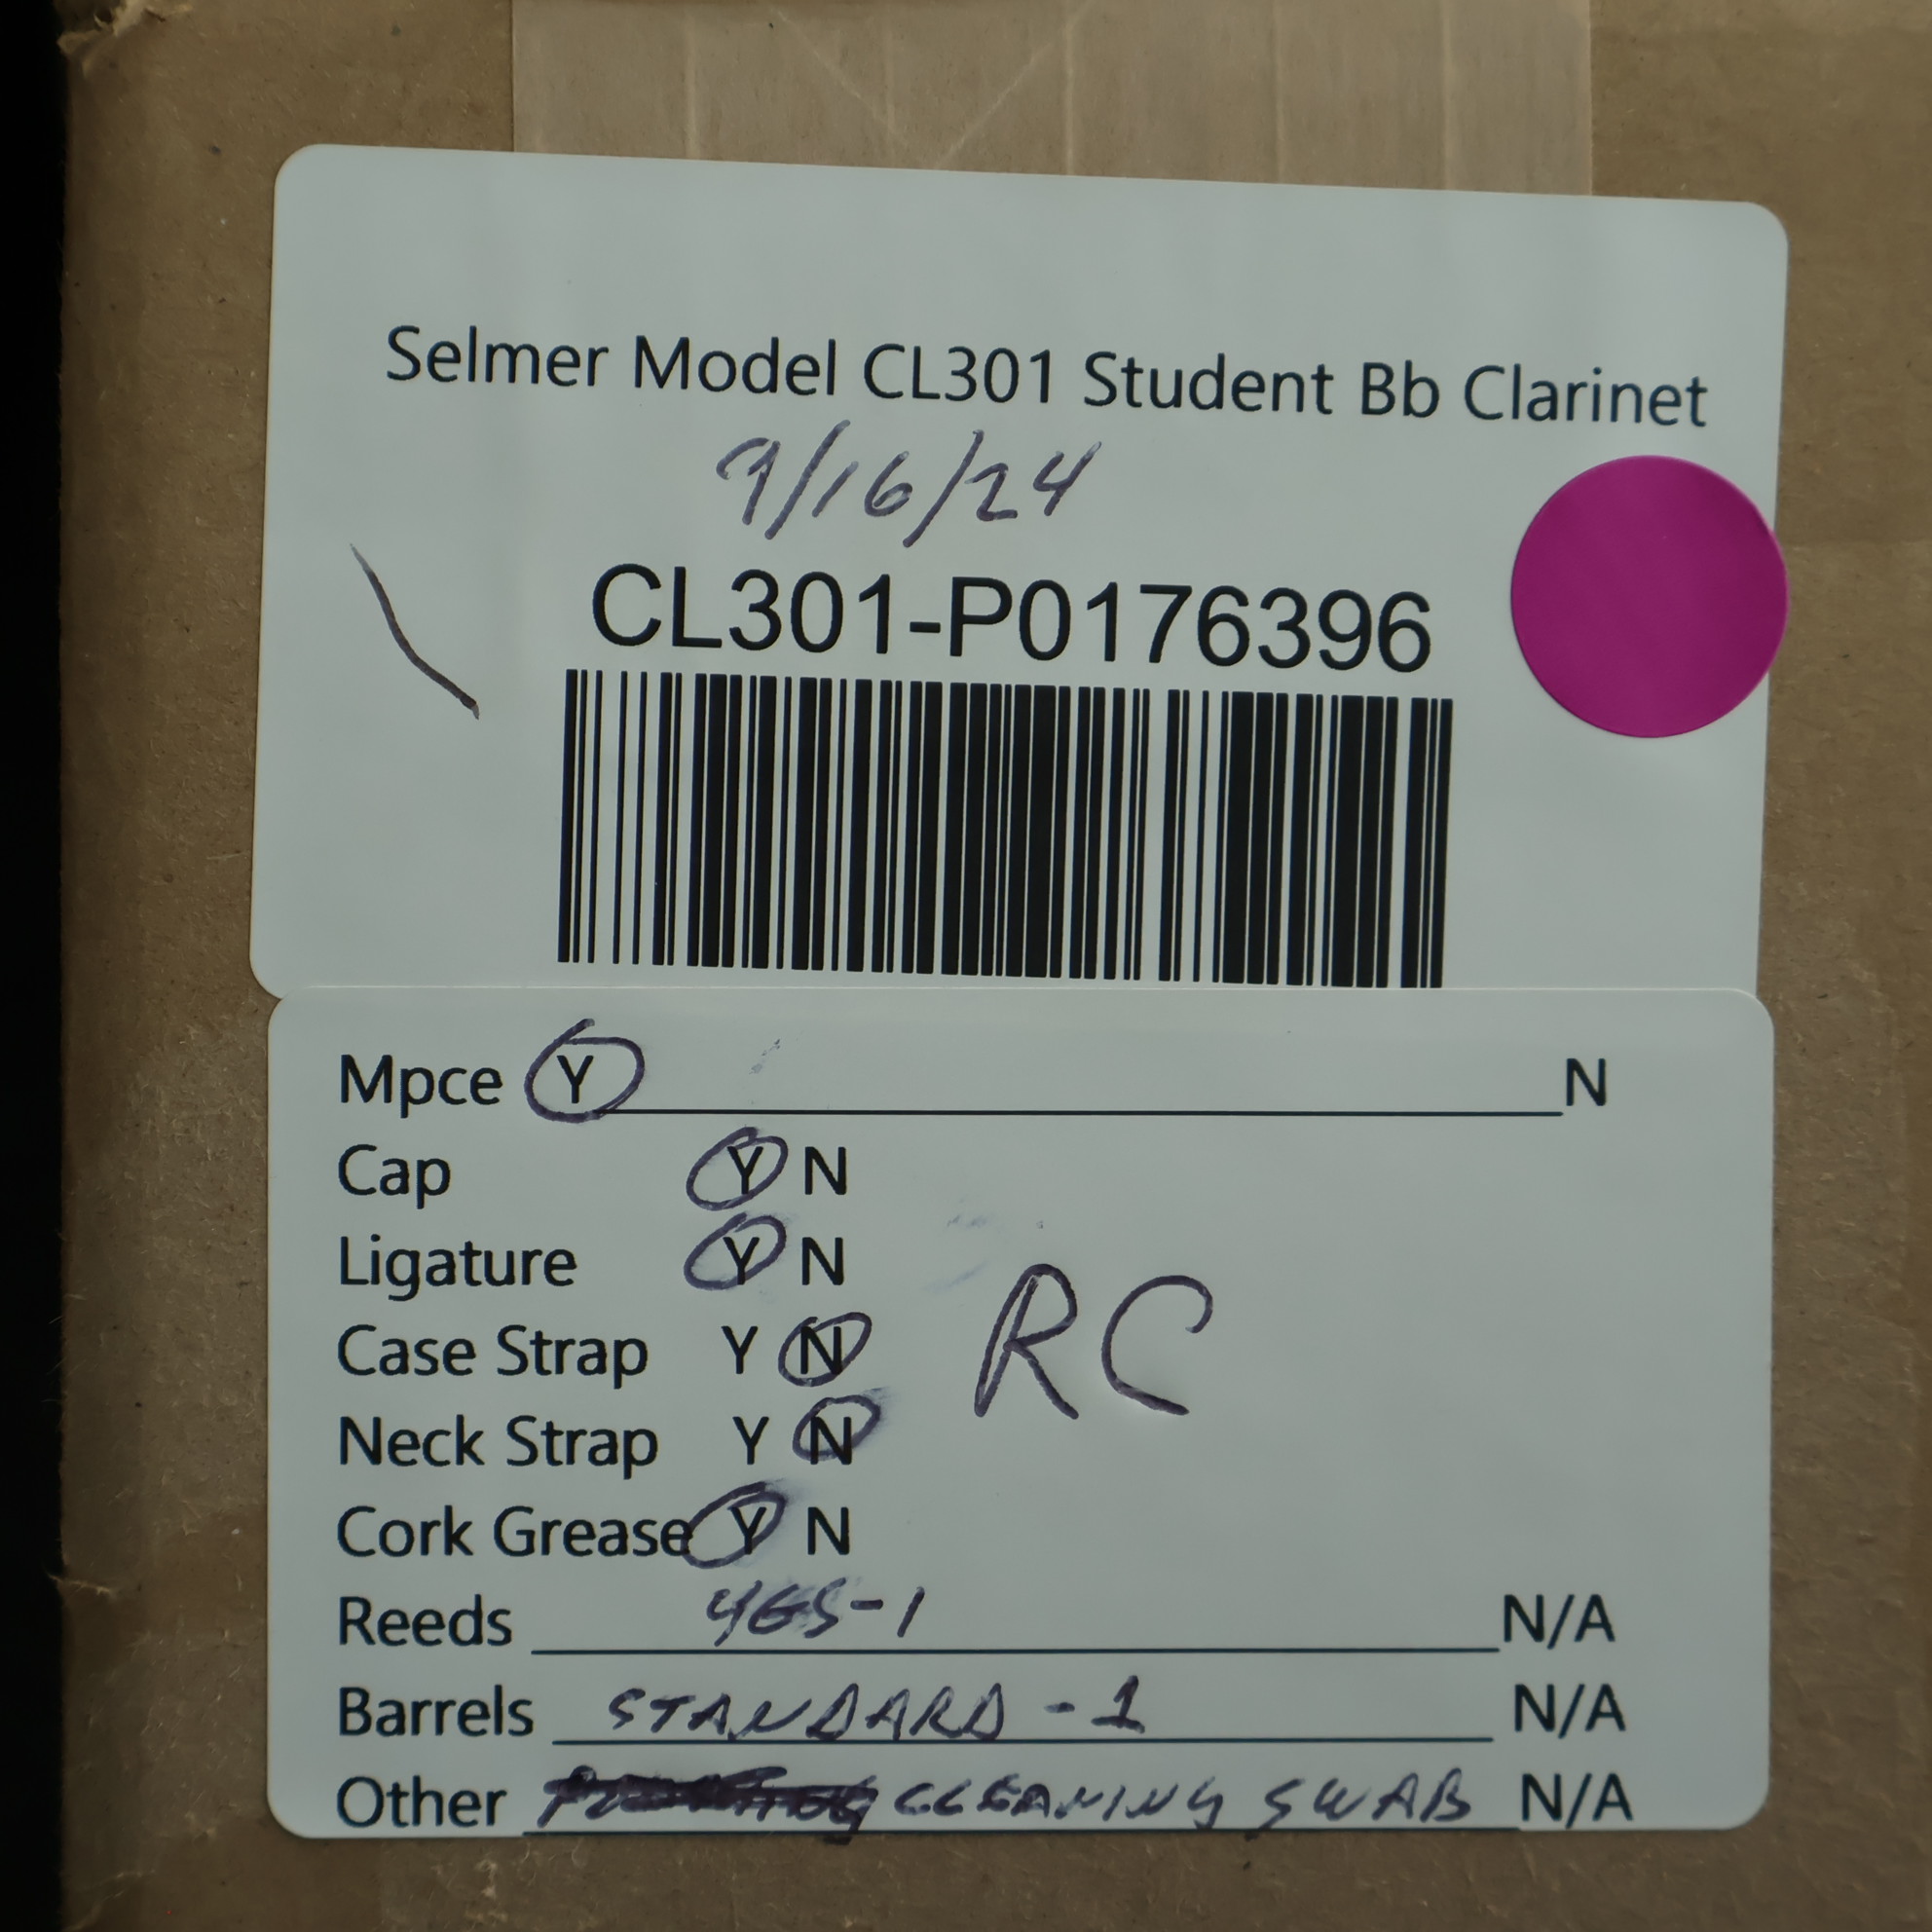 Selmer Model CL301 Student Bb Clarinet
9/16/24
CL301-P0176396
Mpce Y N
Cap Y N
Ligature Y N
Case Strap Y N
RC
Neck Strap Y N
Cork Grease Y N
Reeds YES-1 N/A
Barrels STANDARD-1 N/A
Other CLEANING SWAB N/A